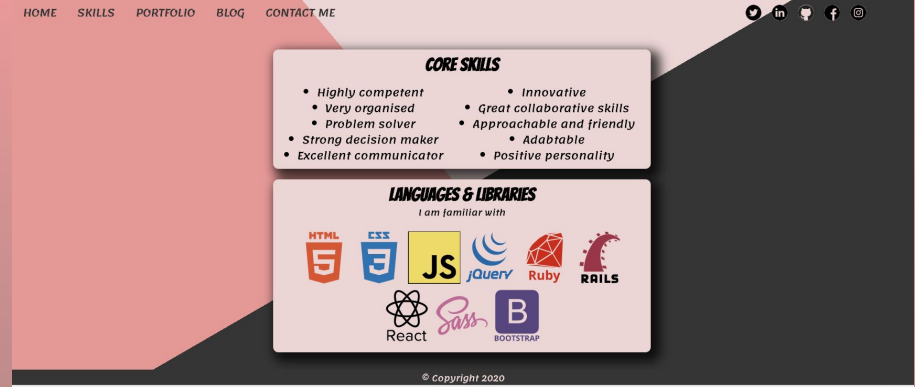 HOME SKILLS PORTFOLIO BLOG CONTACT ME
CORE SKILLS
Highly competent
Very organised
Problem solver
Strong decision maker
Excellent communicator
Innovative
Great collaborative skills
Approachable and friendly
Adabtable
Positive personality
LANGUAGES & LIBRARIES
I am familiar with
HTML
5
CSS
3
JS
jQuery
Ruby
RAILS
React
Sass
B
BOOTSTRAP
© Copyright 2020